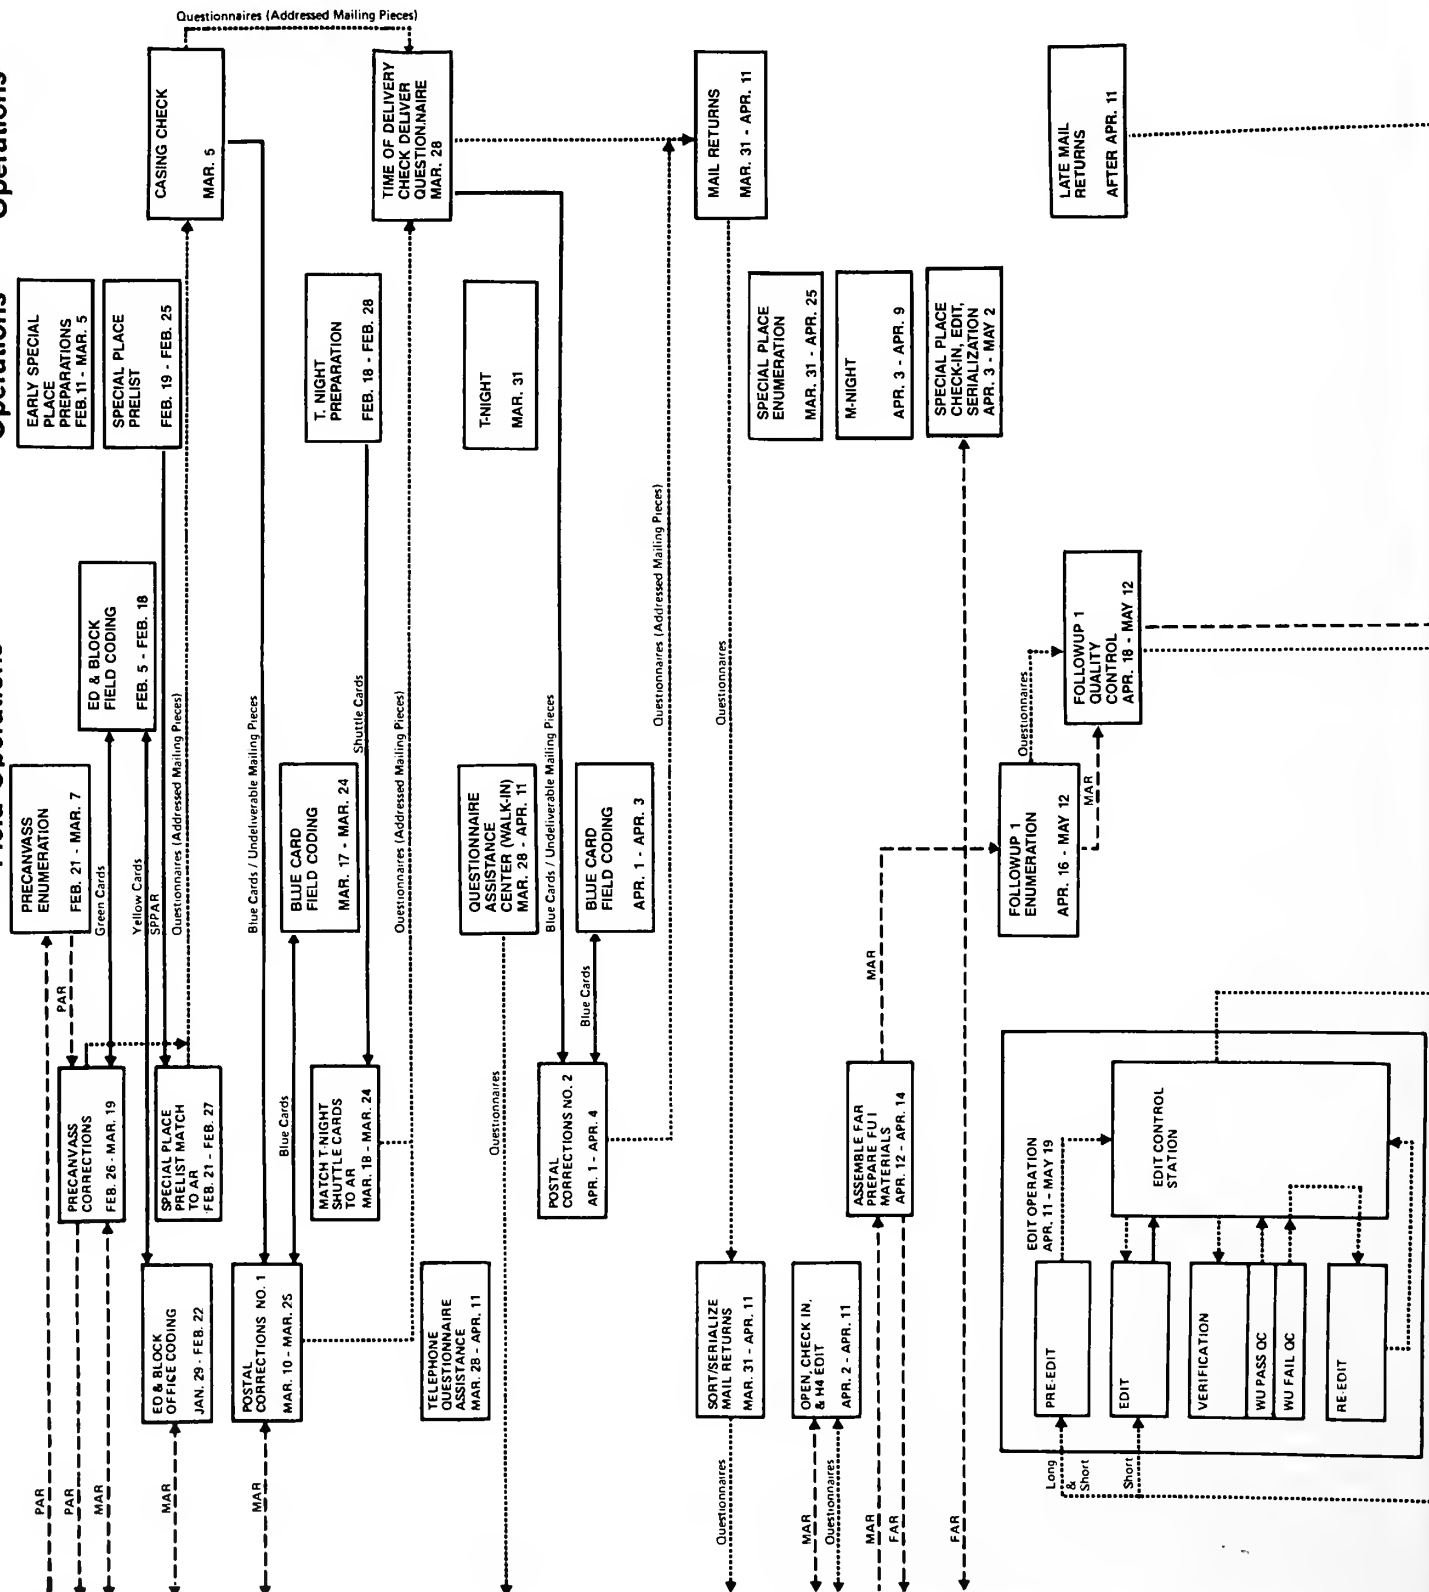 Operations
Operations
Field Operations
Questionnaires (Addressed Mailing Pieces)
CASING CHECK
MAR. 5
TIME OF DELIVERY
CHECK DELIVER
QUESTIONNAIRE
MAR. 28
MAIL RETURNS
MAR. 31 - APR. 11
LATE MAIL
RETURNS
AFTER APR. 11
EARLY SPECIAL
PLACE
PREPARATIONS
FEB. 11 - MAR. 5
SPECIAL PLACE
PRELIST
FEB. 19 - FEB. 25
T. NIGHT
PREPARATION
FEB. 18 - FEB. 28
T-NIGHT
MAR. 31
SPECIAL PLACE
ENUMERATION
MAR. 31 - APR. 25
M-NIGHT
APR. 3 - APR. 9
SPECIAL PLACE
CHECK-IN, EDIT,
SERIALIZATION
APR. 3 - MAY 2
ED & BLOCK
FIELD CODING
FEB. 5 - FEB. 18
PRECANVASS
ENUMERATION
FEB. 21 - MAR. 7
PAR
Green Cards
Yellow Cards
SPPAR
Questionnaires (Addressed Mailing Pieces)
Blue Cards / Undeliverable Mailing Pieces
BLUE CARD
FIELD CODING
MAR. 17 - MAR. 24
Shuttle Cards
Questionnaires (Addressed Mailing Pieces)
QUESTIONNAIRE
ASSISTANCE
CENTER (WALK-IN)
MAR. 28 - APR. 11
Blue Cards / Undeliverable Mailing Pieces
BLUE CARD
FIELD CODING
APR. 1 - APR. 3
Questionnaires (Addressed Mailing Pieces)
Questionnaires
MAR
FOLLOWUP 1
ENUMERATION
APR. 16 - MAY 12
Questionnaires
MAR
FOLLOWUP 1
QUALITY
CONTROL
APR. 18 - MAY 12
PRECANVASS
CORRECTIONS
FEB. 26 - MAR. 19
SPECIAL PLACE
PRELIST MATCH
TO AR
FEB. 21 - FEB. 27
Blue Cards
MATCH T-NIGHT
SHUTTLE CARDS
TO AR
MAR. 18 - MAR. 24
Questionnaires
POSTAL
CORRECTIONS NO. 2
APR. 1 - APR. 4
Blue Cards
ASSEMBLE FAR
PREPARE FU I
MATERIALS
APR. 12 - APR. 14
PAR
PAR
MAR
ED & BLOCK
OFFICE CODING
JAN. 29 - FEB. 22
MAR
POSTAL
CORRECTIONS NO. 1
MAR. 10 - MAR. 25
MAR
TELEPHONE
QUESTIONNAIRE
ASSISTANCE
MAR. 28 - APR. 11
SORT/SERIALIZE
MAIL RETURNS
MAR. 31 - APR. 11
Questionnaires
OPEN, CHECK IN,
& H4 EDIT
APR. 2 - APR. 11
MAR
Questionnaires
MAR
FAR
FAR
EDIT OPERATION
APR. 11 - MAY 19
EDIT CONTROL
STATION
PRE-EDIT
EDIT
VERIFICATION
WU PASS QC
WU FAIL QC
RE-EDIT
Long
&
Short
Short